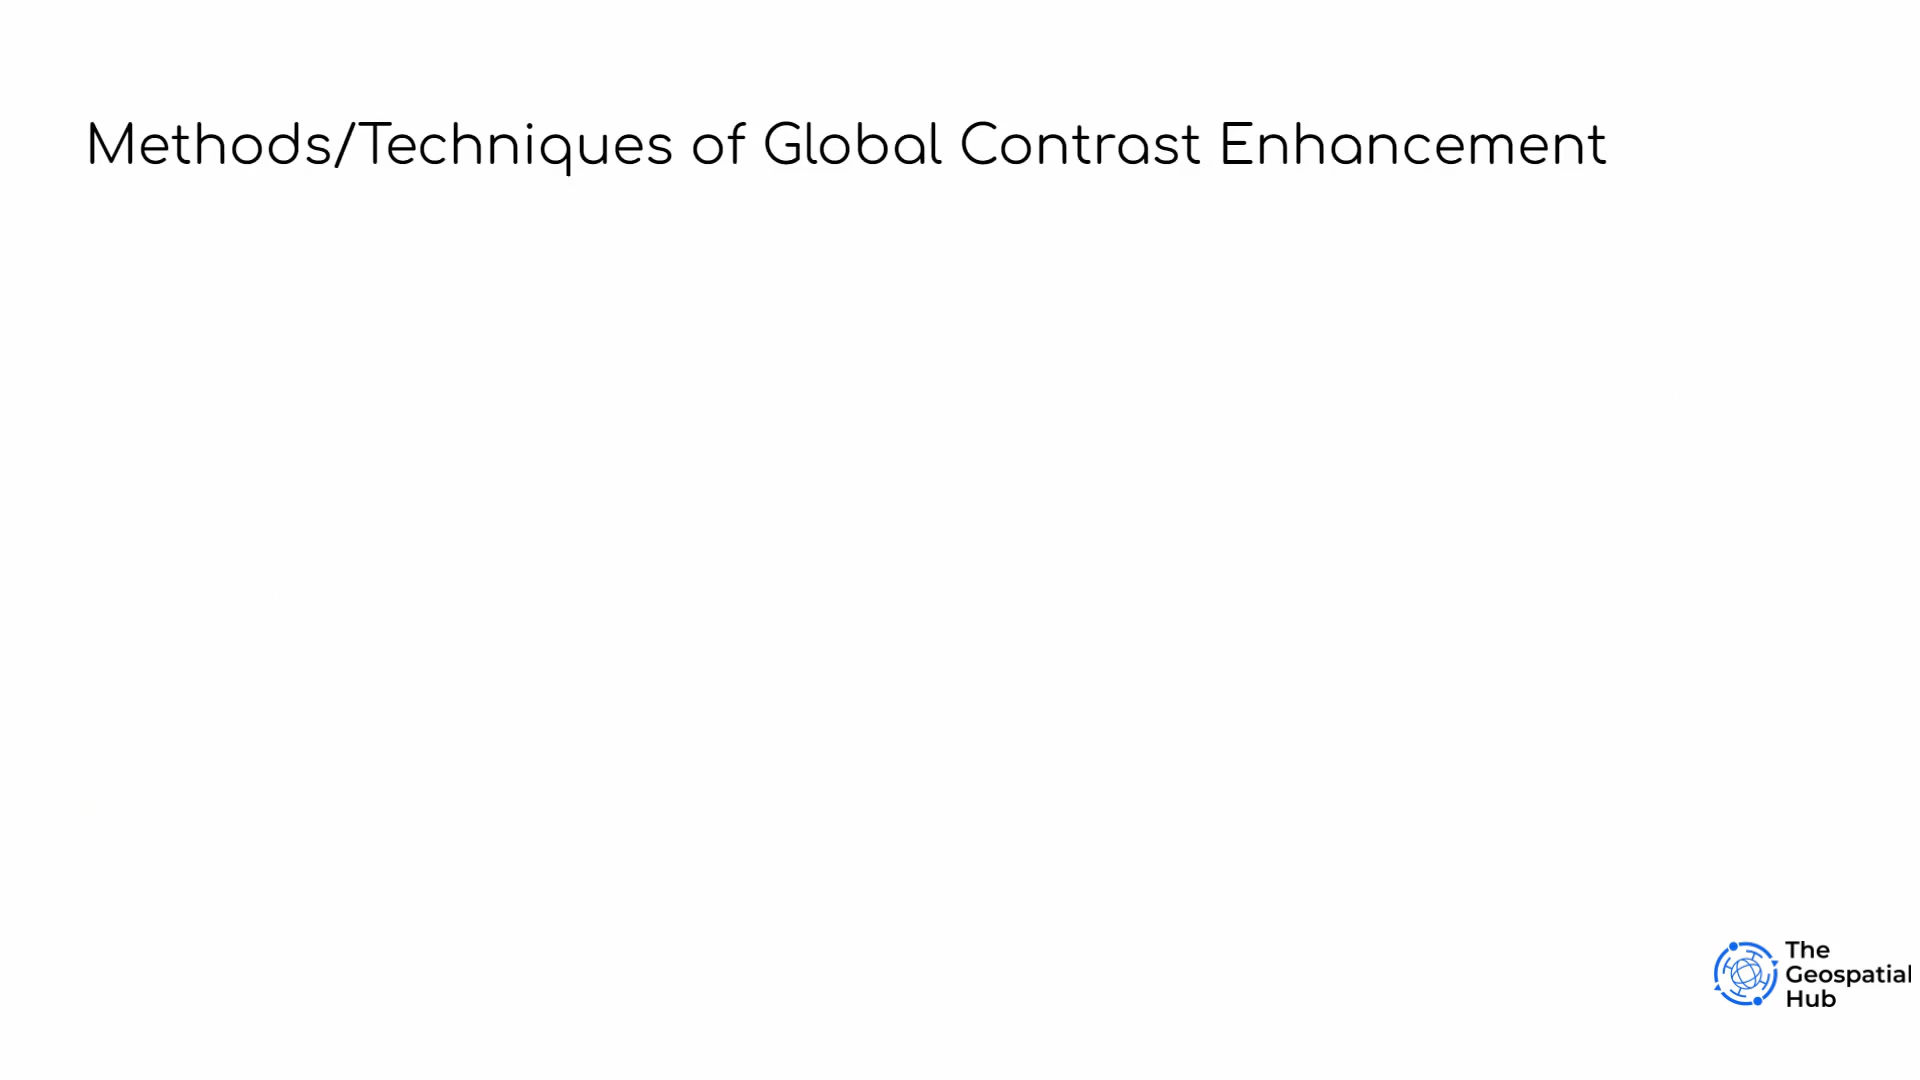 Methods/Techniques of Global Contrast Enhancement
The
Geospatial
Hub